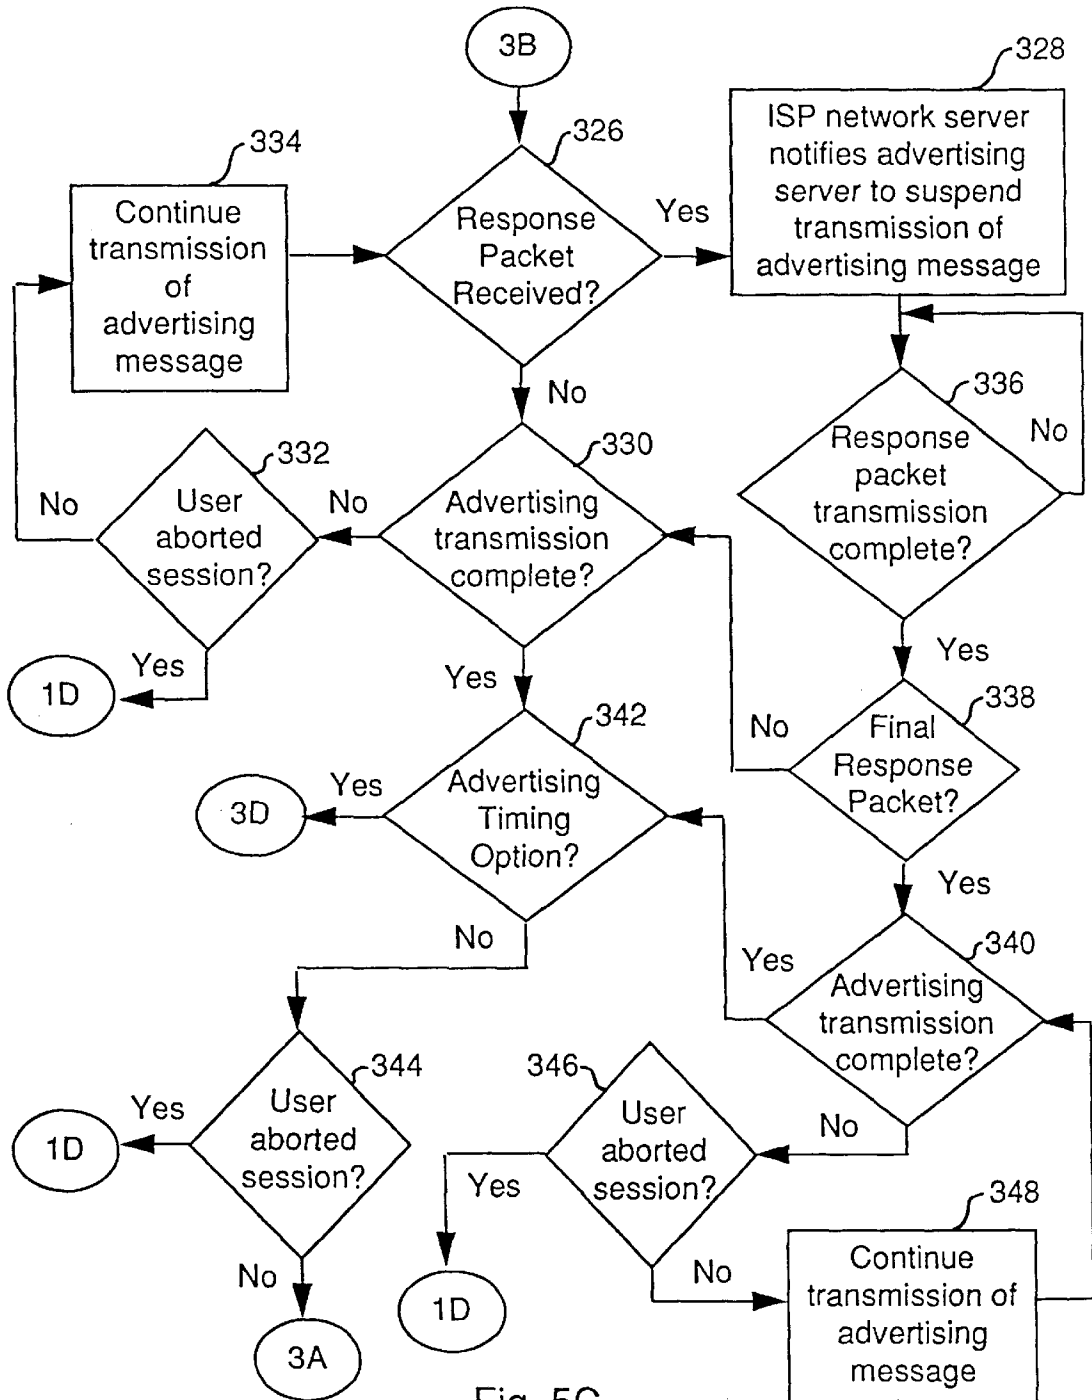 3B
328
ISP network server
notifies advertising
server to suspend
transmission of
advertising message
334
Continue
transmission
of
advertising
message
326
Response
Packet
Received?
Yes
No
336
Response
packet
transmission
complete?
No
332
User
aborted
session?
No
No
330
Advertising
transmission
complete?
Yes
1D
Yes
Yes
338
Final
Response
Packet?
No
342
Advertising
Timing
Option?
Yes
3D
Yes
No
340
Advertising
transmission
complete?
Yes
344
User
aborted
session?
Yes
1D
346
User
aborted
session?
No
Yes
1D
No
348
Continue
transmission of
advertising
message
No
3A
Fig. 5C